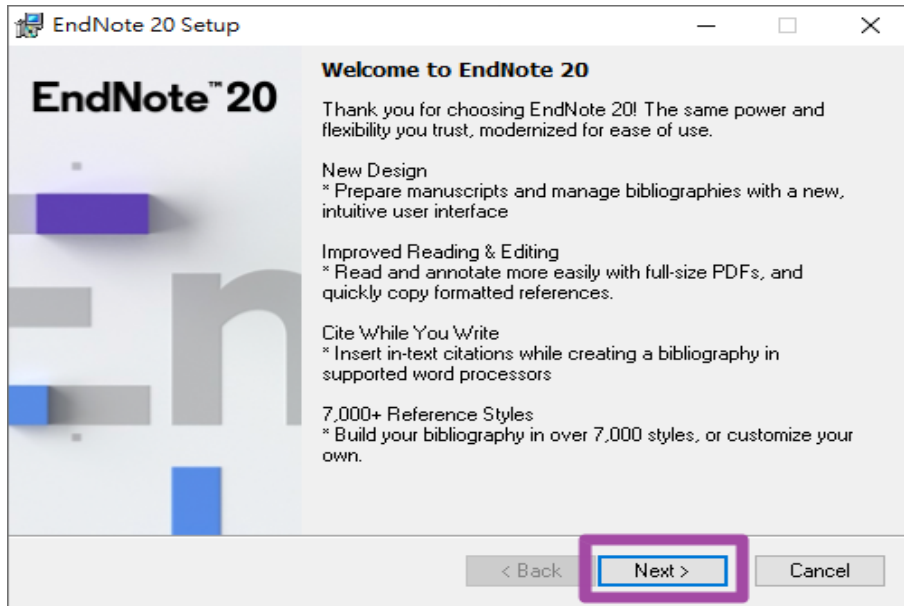 EndNote 20 Setup
EndNote™20
Welcome to EndNote 20
Thank you for choosing EndNote 20! The same power and
flexibility you trust, modernized for ease of use.
New Design
* Prepare manuscripts and manage bibliographies with a new,
intuitive user interface
Improved Reading & Editing
* Read and annotate more easily with full-size PDFs, and
quickly copy formatted references.
Cite While You Write
* Insert in-text citations while creating a bibliography in
supported word processors
7,000+ Reference Styles
* Build your bibliography in over 7,000 styles, or customize your
own.
< Back
Next >
Cancel